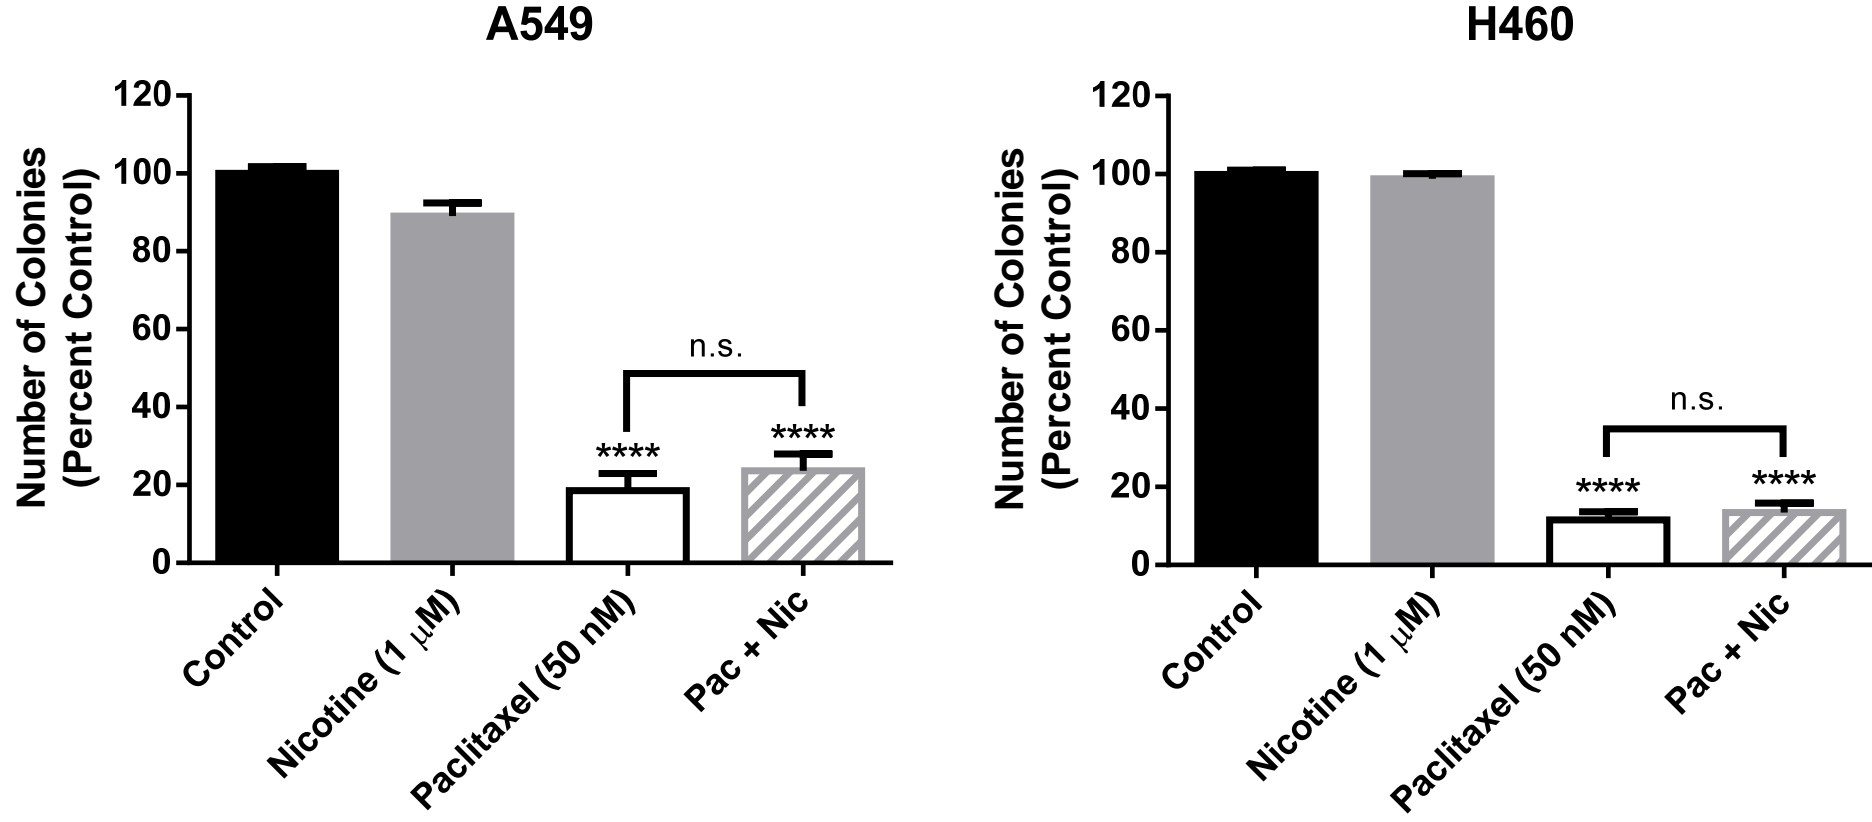 A549
Number of Colonies
(Percent Control)
120
100
80
60
40
20
0
n.s.
****
****
Control
Nicotine (1 μM)
Paclitaxel (50 nM)
Pac + Nic
H460
Number of Colonies
(Percent Control)
120
100
80
60
40
20
0
n.s.
****
****
Control
Nicotine (1 μM)
Paclitaxel (50 nM)
Pac + Nic